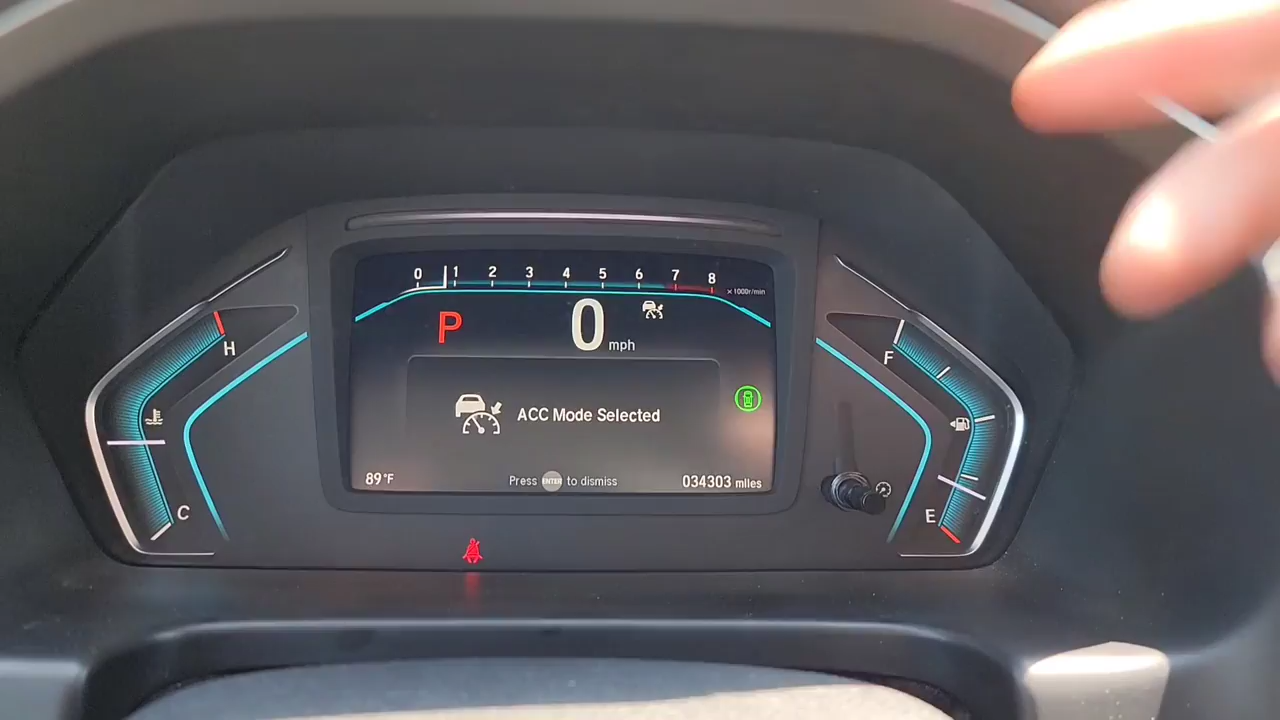 0 1 2 3 4 5 6 7 8
x 1000r/min
P 0 mph
H
F
ACC Mode Selected
89°F
Press ENTER to dismiss
034303 miles
C
E